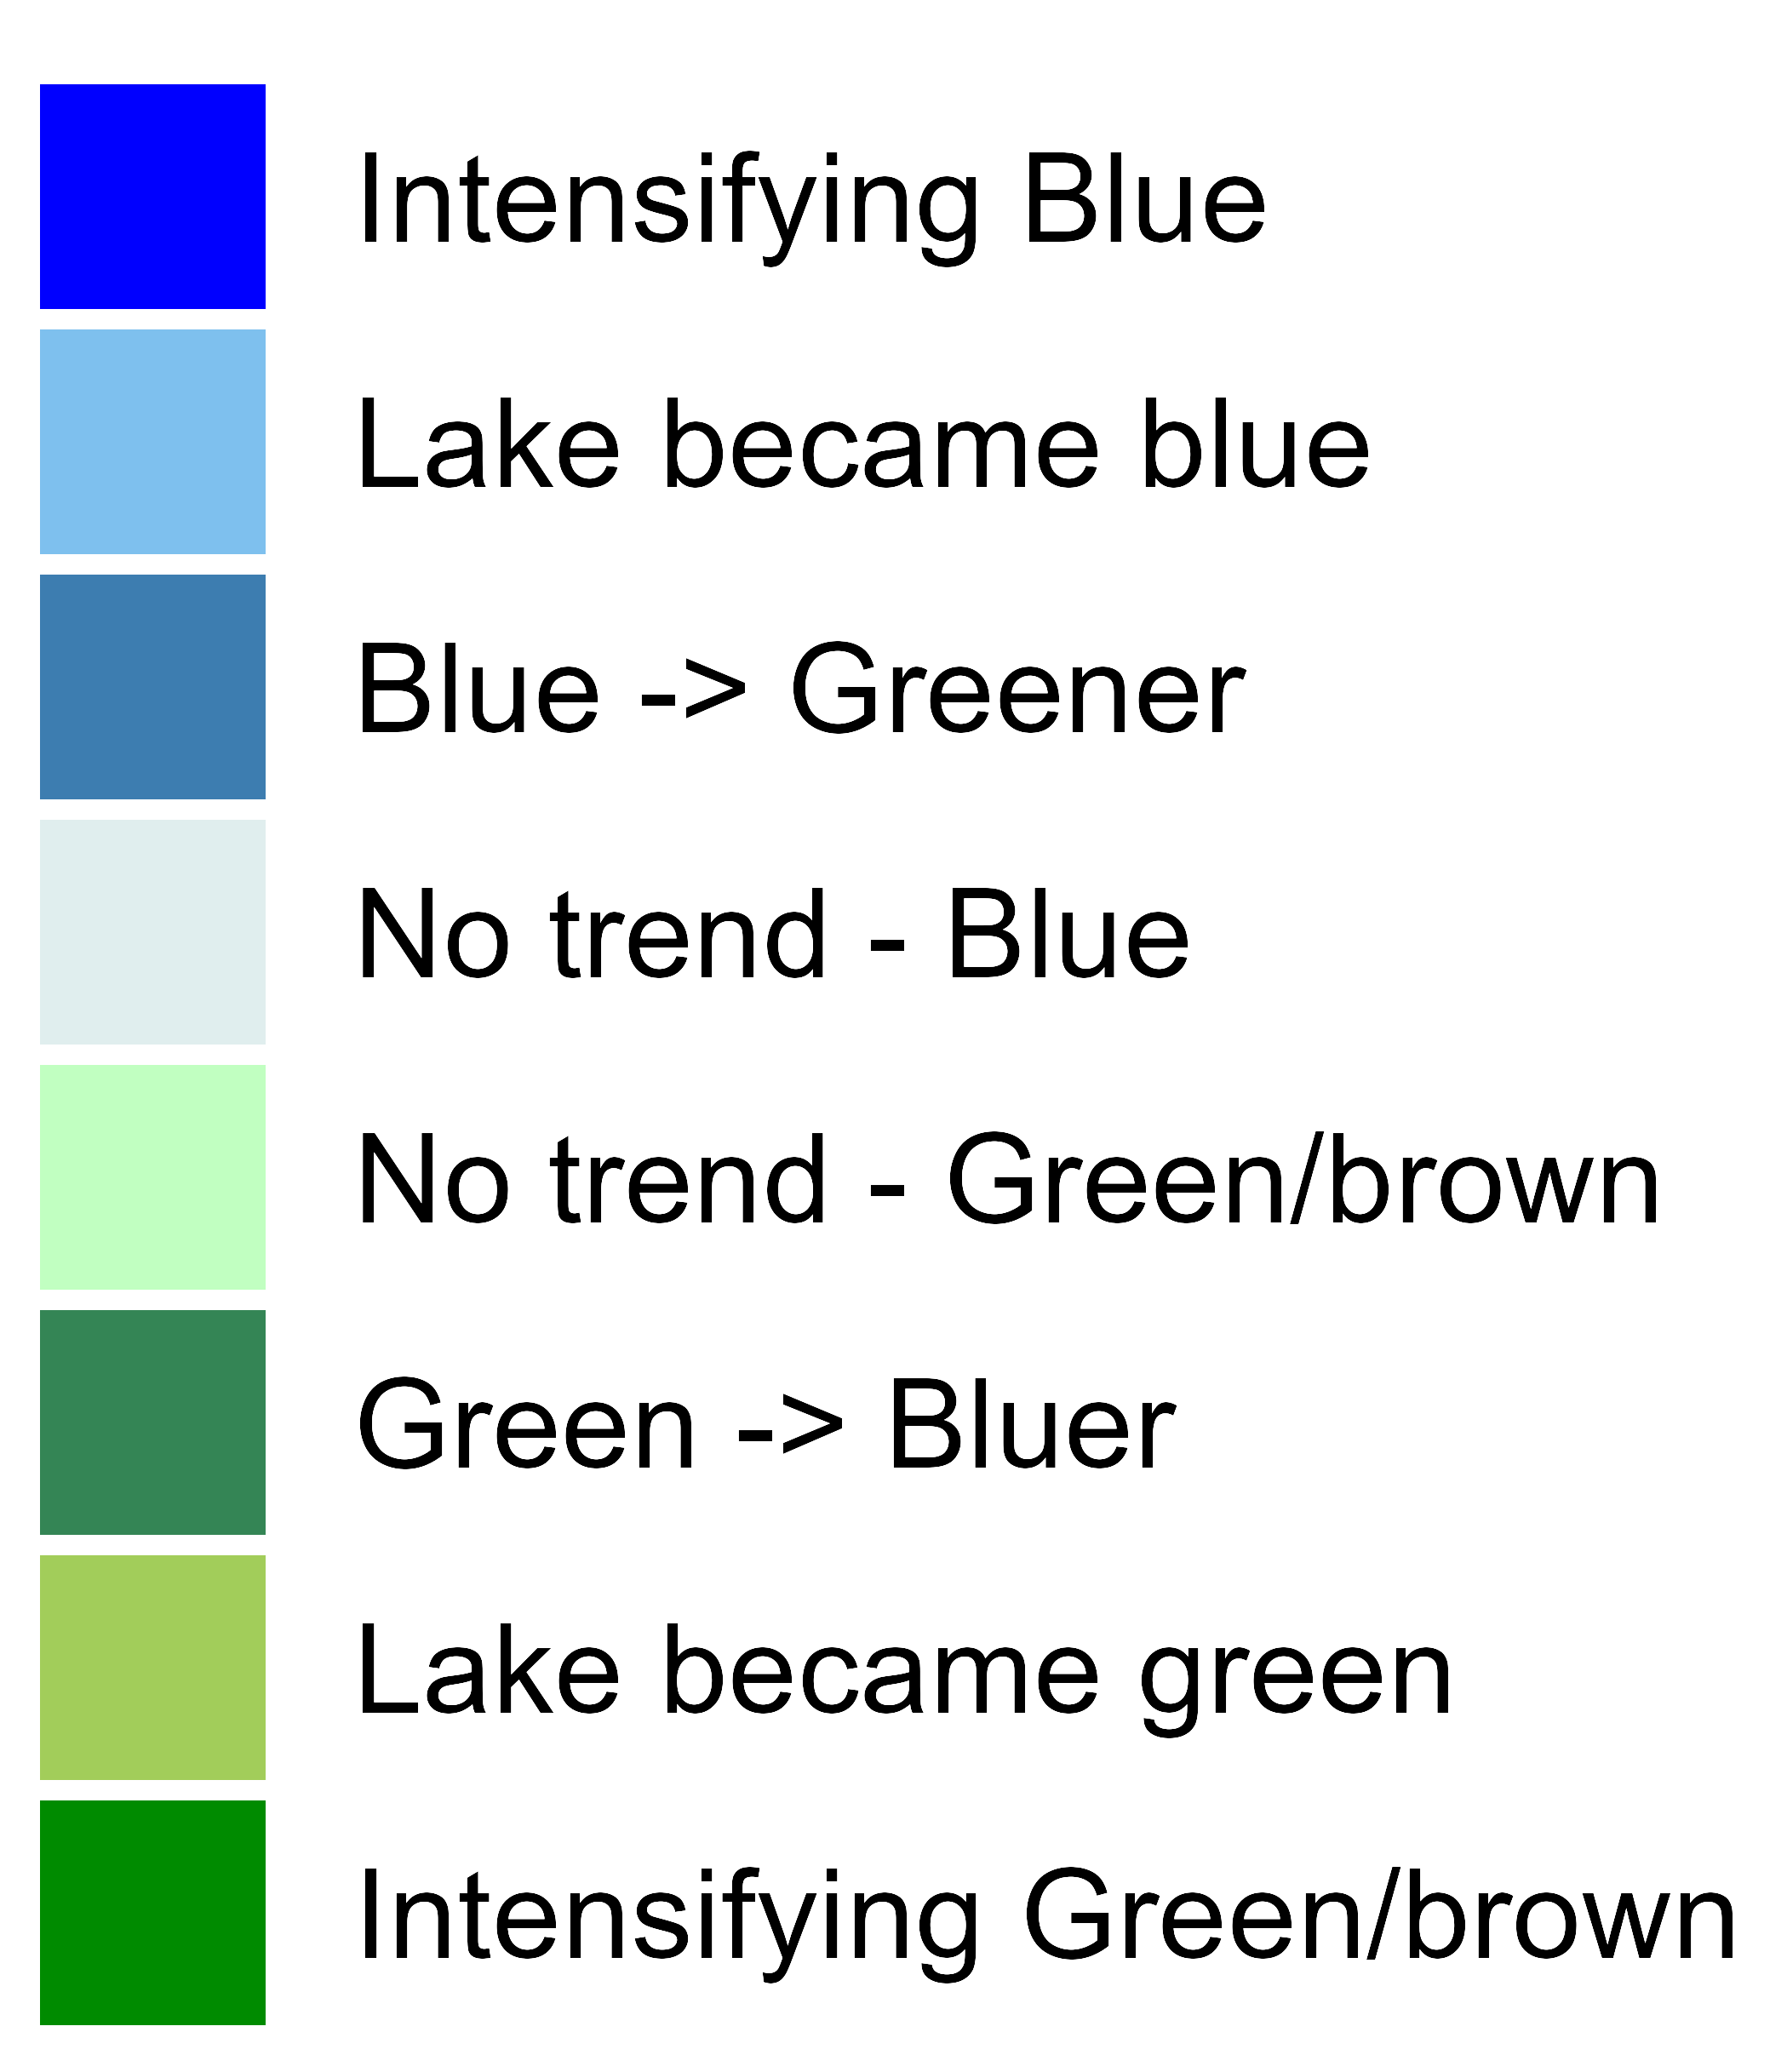 Intensifying Blue
Lake became blue
Blue -> Greener
No trend - Blue
No trend - Green/brown
Green -> Bluer
Lake became green
Intensifying Green/brown